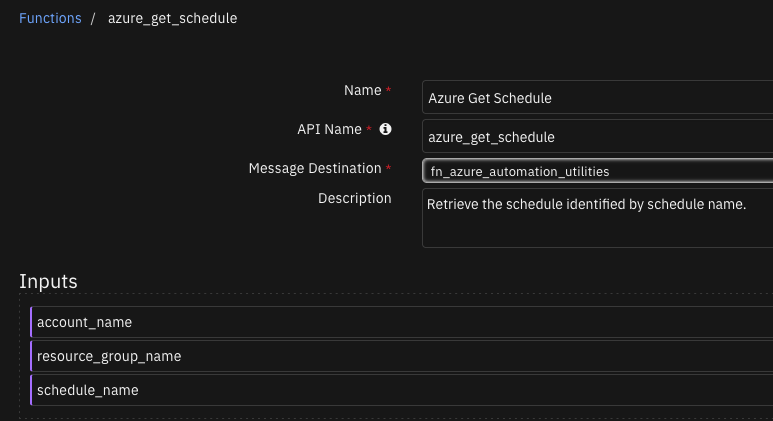 Functions / azure_get_schedule
Name * Azure Get Schedule
API Name * azure_get_schedule
Message Destination * fn_azure_automation_utilities
Description Retrieve the schedule identified by schedule name.
Inputs
account_name
resource_group_name
schedule_name